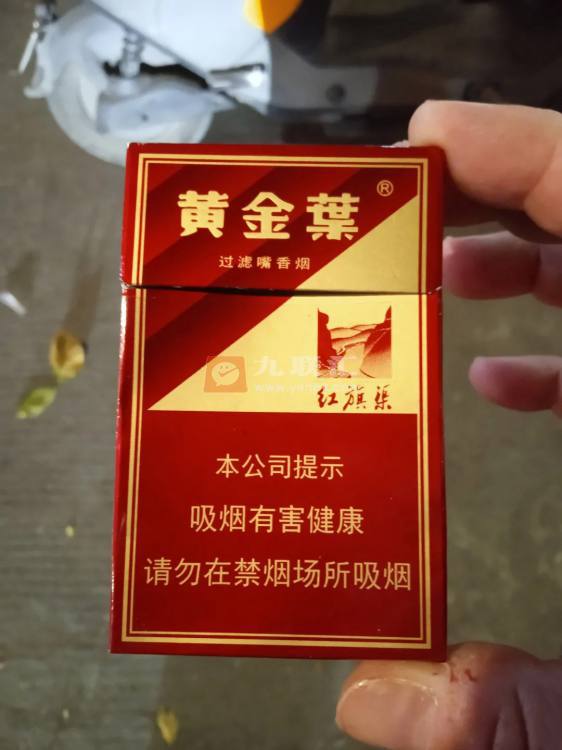 黄金葉®
过滤嘴香烟
九联汇
红旗渠
本公司提示
吸烟有害健康
请勿在禁烟场所吸烟